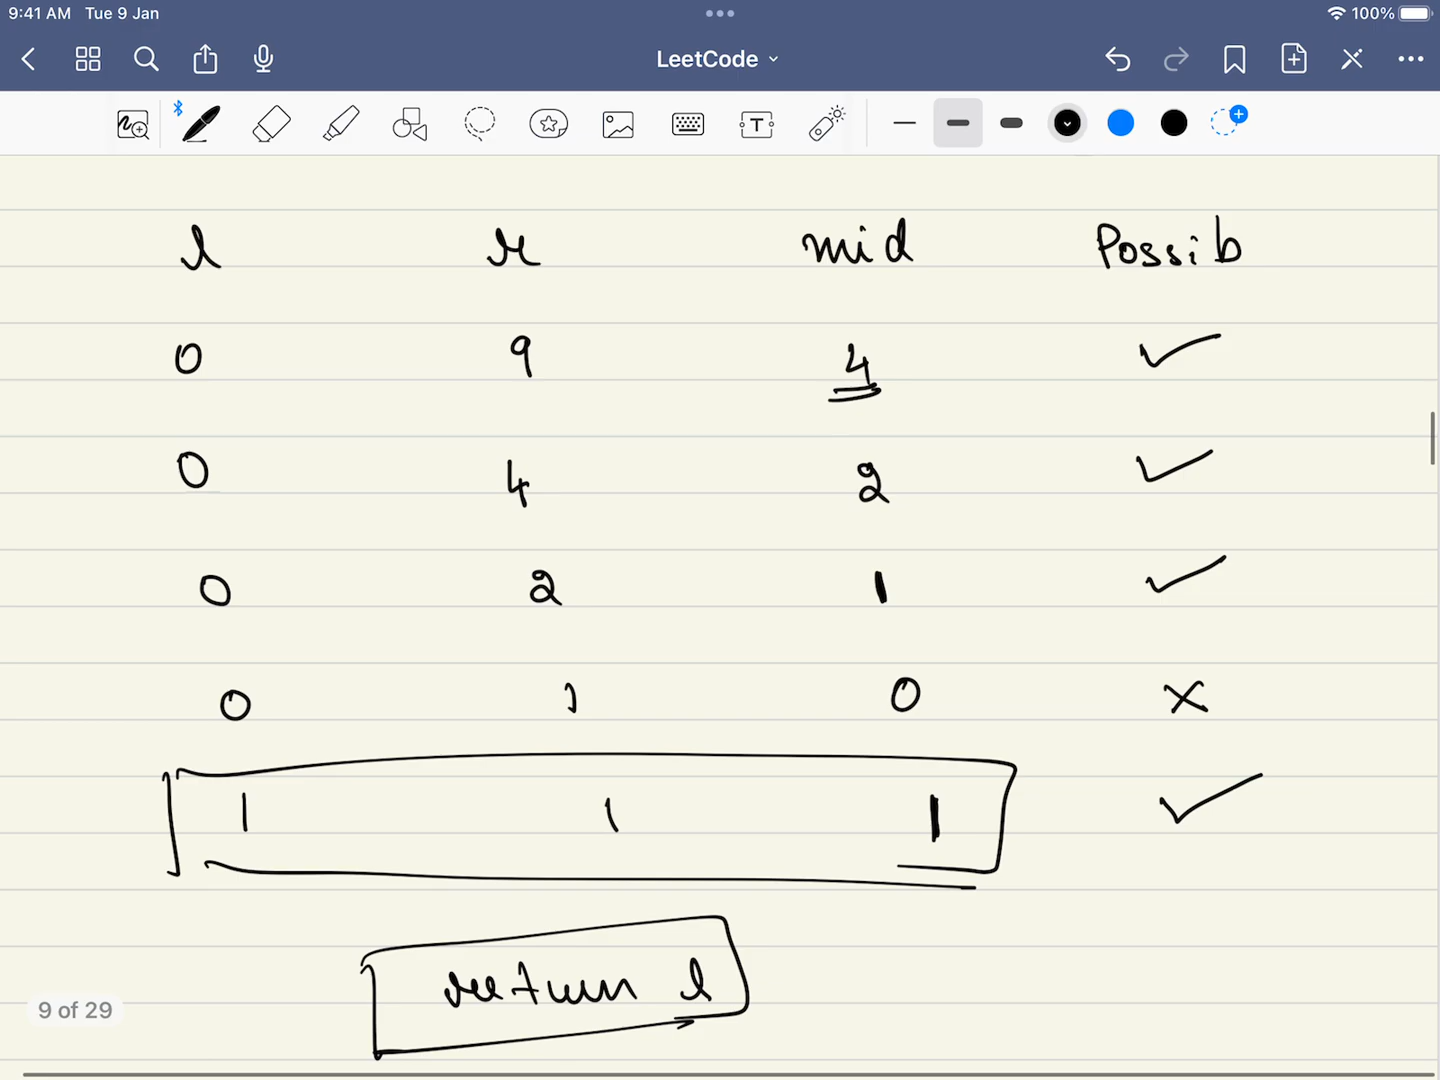 9:41 AM Tue 9 Jan
100%
LeetCode
T
l r mid Possib
0 9 4 ✓
0 4 2 ✓
0 2 1 ✓
0 1 0 ×
1 1 1 ✓
return l
9 of 29